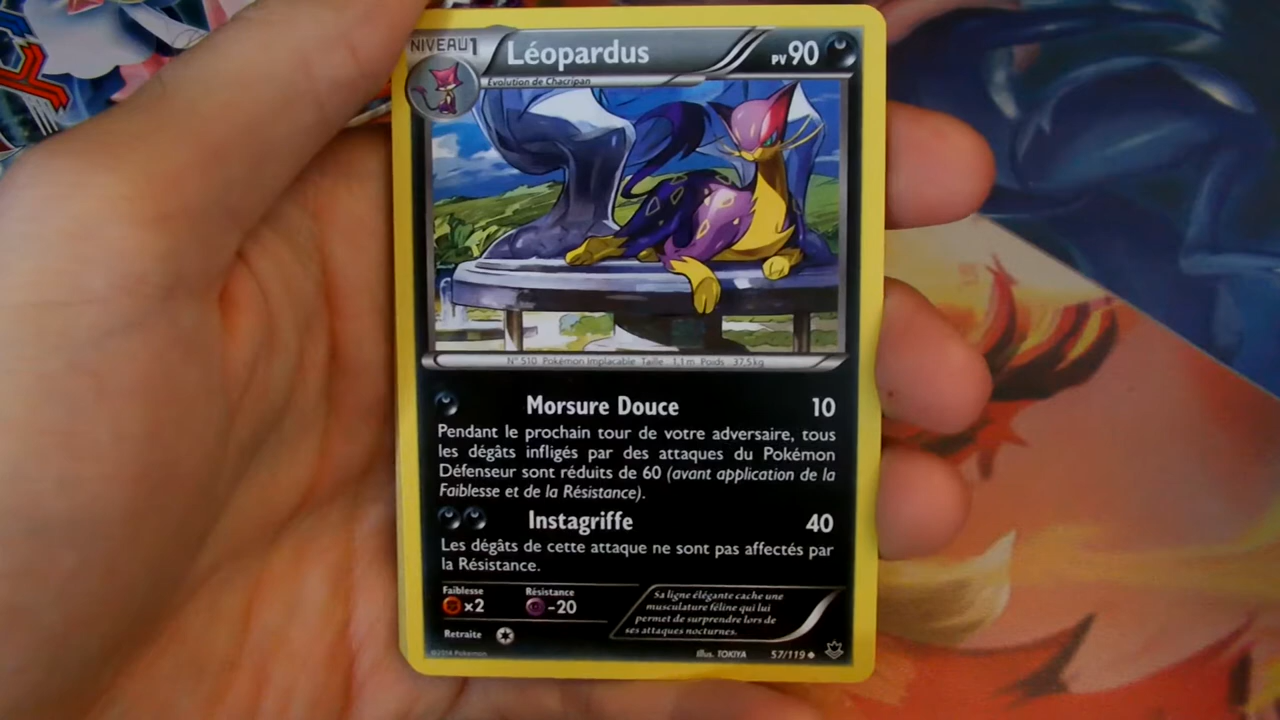 NIVEAU 1
Léopardus
PV 90
Évolution de Chacripan
N° 510 Pokémon Implacable Taille 1,1 m Poids 37,5 kg
Morsure Douce 10
Pendant le prochain tour de votre adversaire, tous
les dégâts infligés par des attaques du Pokémon
Défenseur sont réduits de 60 (avant application de la
Faiblesse et de la Résistance).
Instagriffe 40
Les dégâts de cette attaque ne sont pas affectés par
la Résistance.
Faiblesse
×2
Résistance
-20
Retraite
Sa ligne élégante cache une
musculature féline qui lui
permet de surprendre lors de
ses attaques nocturnes.
©2014 Pokémon
Illus. TOKIYA
57/119